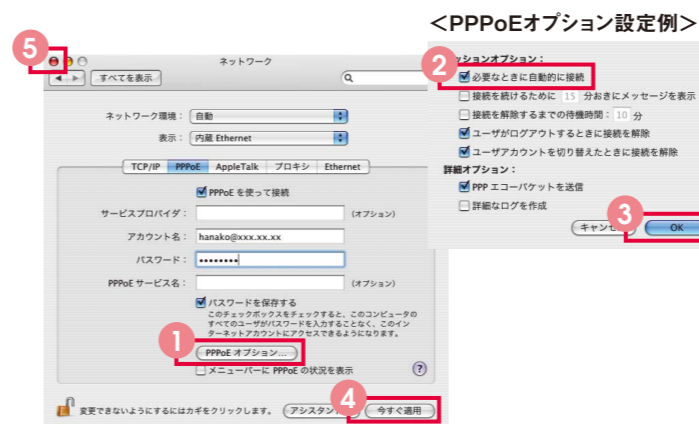 <PPPoEオプション設定例>
5
ネットワーク
すべてを表示
ネットワーク環境： 自動
表示： 内蔵 Ethernet
TCP/IP PPPoE AppleTalk プロキシ Ethernet
PPPoE を使って接続
サービスプロバイダ： (オプション)
アカウント名： hanako@xxx.xx.xx
パスワード： ••••••••
PPPoE サービス名： (オプション)
パスワードを保存する
このチェックボックスをチェックすると、このコンピュータの
すべてのユーザがパスワードを入力することなく、このイン
ターネットアカウントにアクセスできるようになります。
1
PPPoE オプション...
メニューバーに PPPoE の状況を表示
?
4
変更できないようにするにはカギをクリックします。 アシスタン 今すぐ適用
ションオプション：
2
必要なときに自動的に接続
接続を続けるために 15 分おきにメッセージを表示
接続を解除するまでの待機時間： 10 分
ユーザがログアウトするときに接続を解除
ユーザアカウントを切り替えたときに接続を解除
詳細オプション：
PPP エコーパケットを送信
詳細なログを作成
3
キャンセ OK